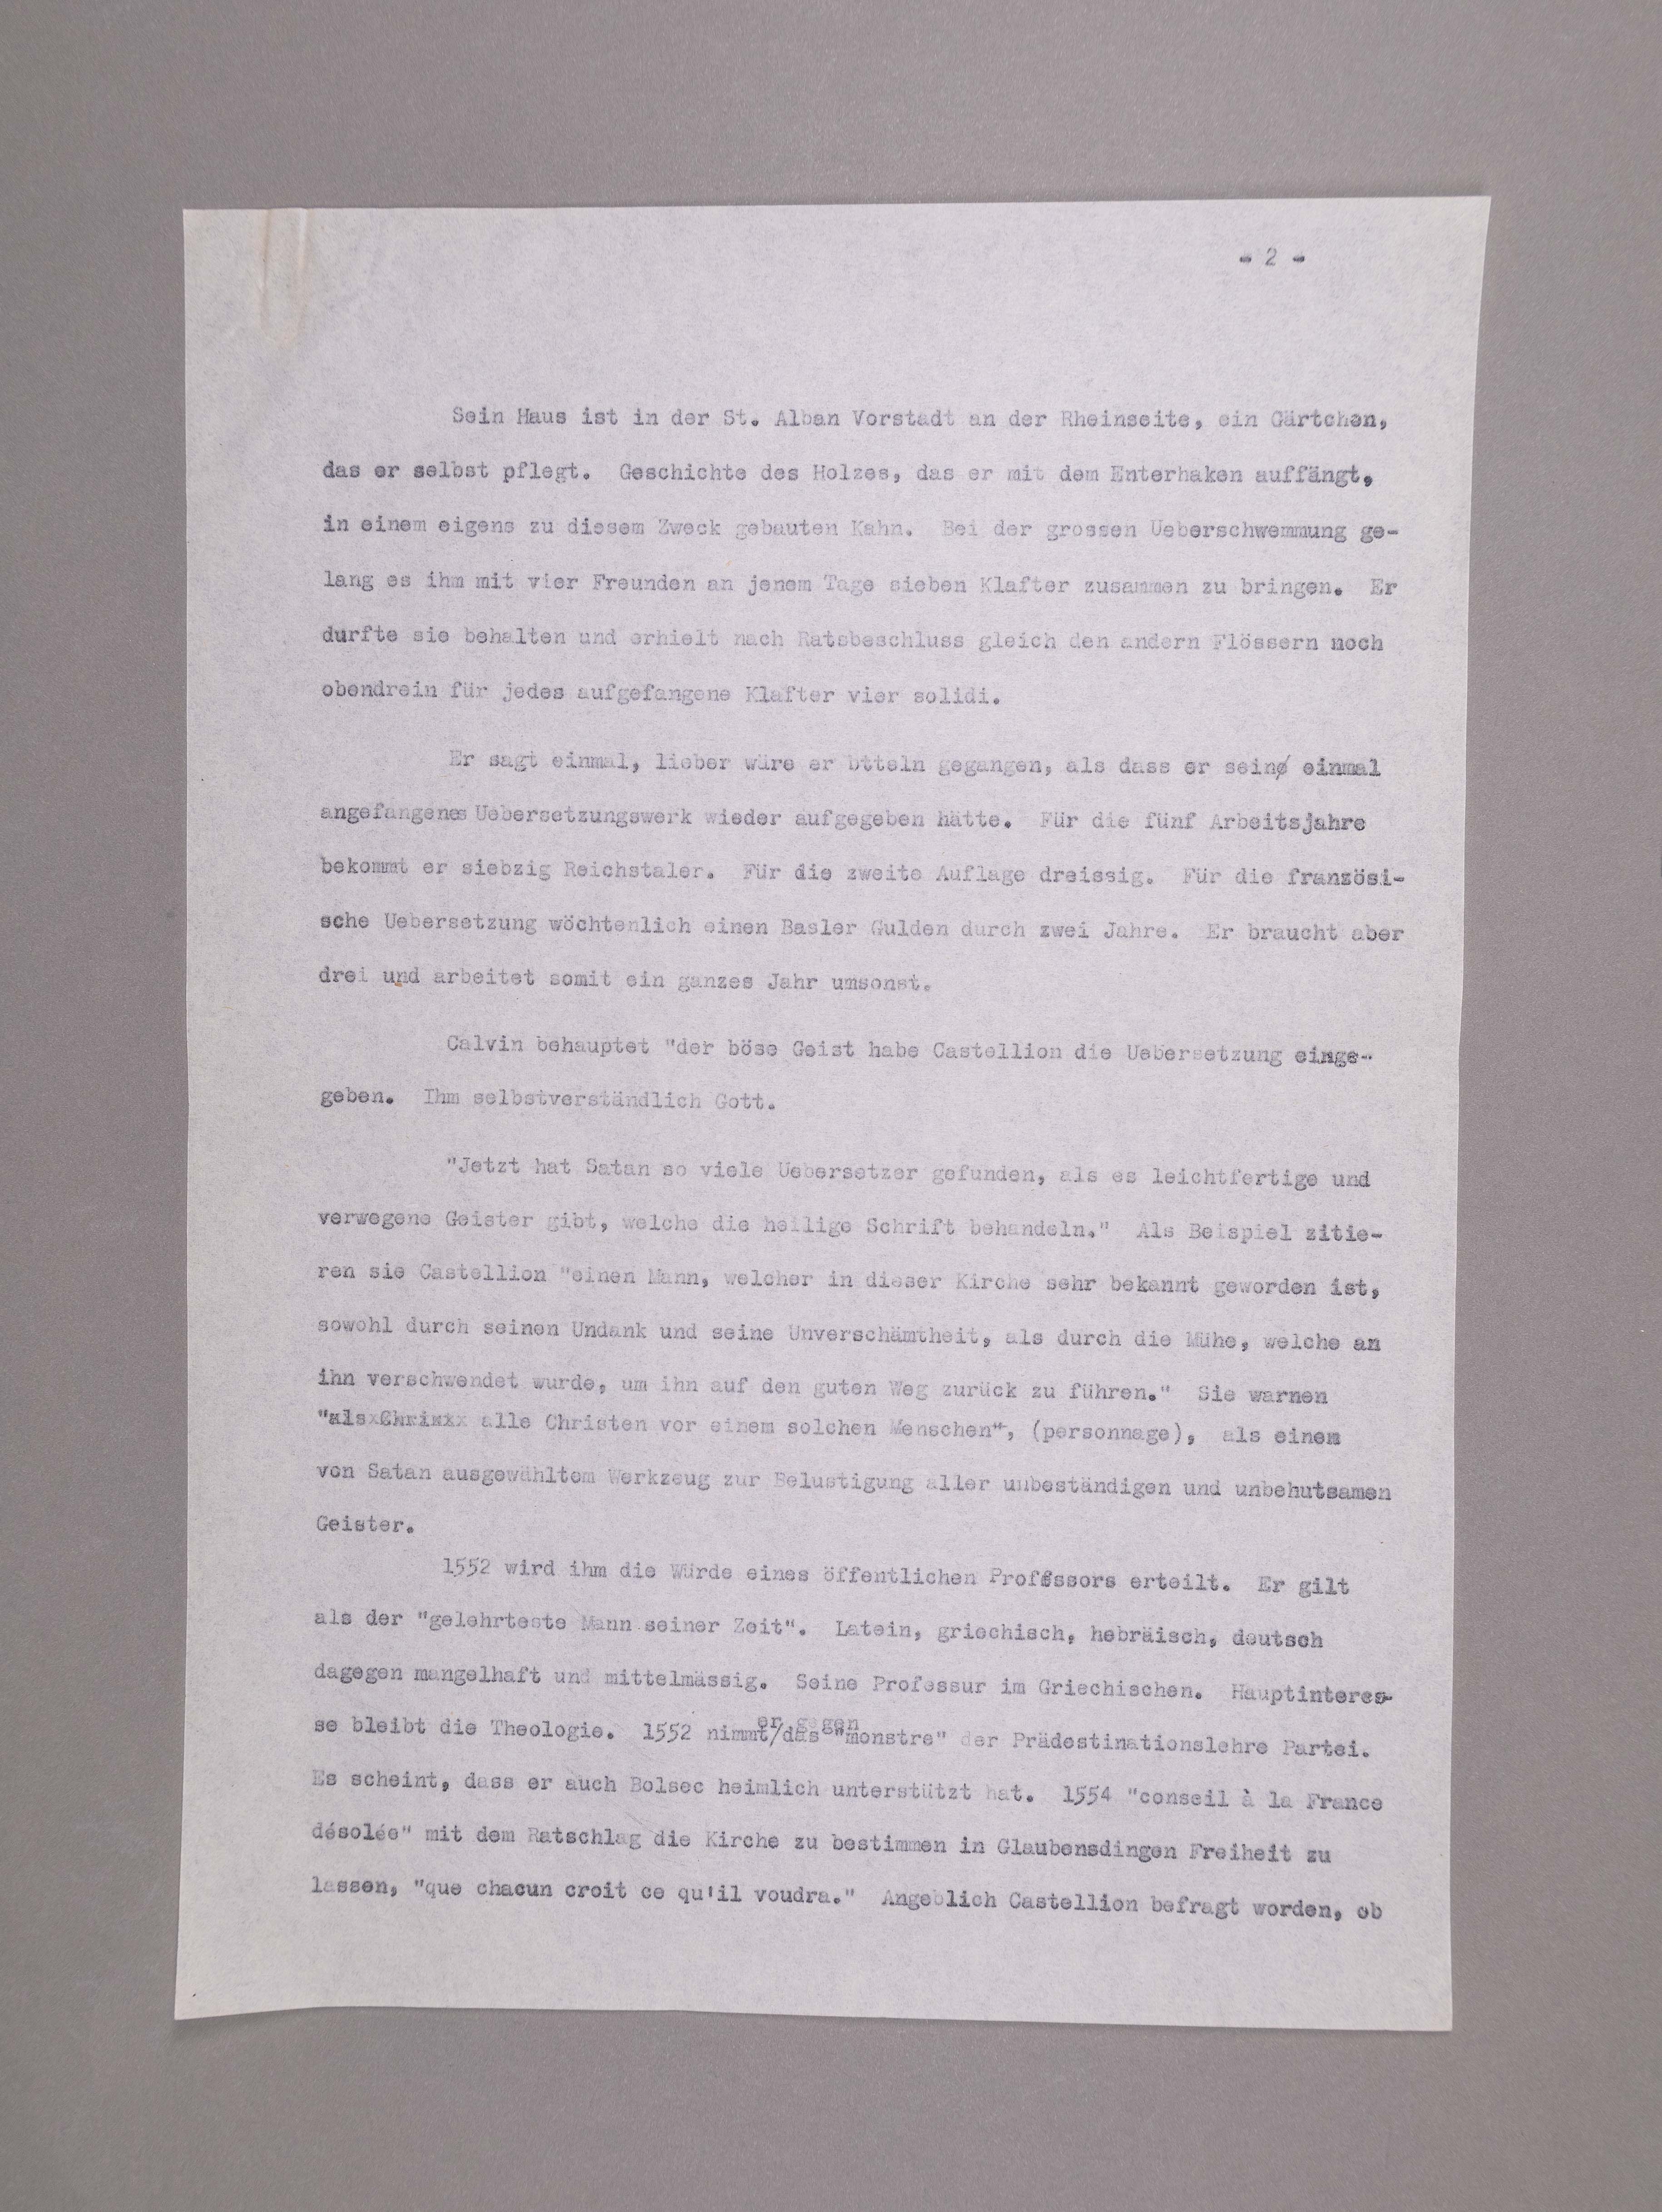 - 2 -
Sein Haus ist in der St. Alban Vorstadt an der Rheinseite, ein Gärtchen,
das er selbst pflegt. Geschichte des Holzes, das er mit dem Enterhaken auffängt,
in einem eigens zu diesem Zweck gebauten Kahn. Bei der grossen Ueberschwemmung ge-
lang es ihm mit vier Freunden an jenem Tage sieben Klafter zusammen zu bringen. Er
durfte sie behalten und erhielt nach Ratsbeschluss gleich den andern Flössern noch
obendrein für jedes aufgefangene Klafter vier solidi.
Er sagt einmal, lieber wäre er btteln gegangen, als dass er sein einmal
angefangenes Uebersetzungswerk wieder aufgegeben hätte. Für die fünf Arbeitsjahre
bekommt er siebzig Reichstaler. Für die zweite Auflage dreissig. Für die französi-
sche Uebersetzung wöchtenlich einen Basler Gulden durch zwei Jahre. Er braucht aber
drei und arbeitet somit ein ganzes Jahr umsonst.
Calvin behauptet "der böse Geist habe Castellion die Uebersetzung einge-
geben. Ihm selbstverständlich Gott.
"Jetzt hat Satan so viele Uebersetzer gefunden, als es leichtfertige und
verwegene Geister gibt, welche die heilige Schrift behandeln." Als Beispiel zitie-
ren sie Castellion "einen Mann, welcher in dieser Kirche sehr bekannt geworden ist,
sowohl durch seinen Undank und seine Unverschämtheit, als durch die Mühe, welche an
ihn verschwendet wurde, um ihn auf den guten Weg zurück zu führen." Sie warnen
"alle Christen vor einem solchen Menschen", (personnage), als einem
von Satan ausgewähltem Werkzeug zur Belustigung aller unbeständigen und unbehutsamen
Geister.
1552 wird ihm die Würde eines öffentlichen Professors erteilt. Er gilt
als der "gelehrteste Mann seiner Zeit". Latein, griechisch, hebräisch, deutsch
dagegen mangelhaft und mittelmässig. Seine Professur im Griechischen. Hauptinteres-
se bleibt die Theologie. 1552 nimmt er gegen/das "monstre" der Prädestinationslehre Partei.
Es scheint, dass er auch Bolsec heimlich unterstützt hat. 1554 "conseil à la France
désolée" mit dem Ratschlag die Kirche zu bestimmen in Glaubensdingen Freiheit zu
lassen, "que chacun croit ce qu'il voudra." Angeblich Castellion befragt worden, ob